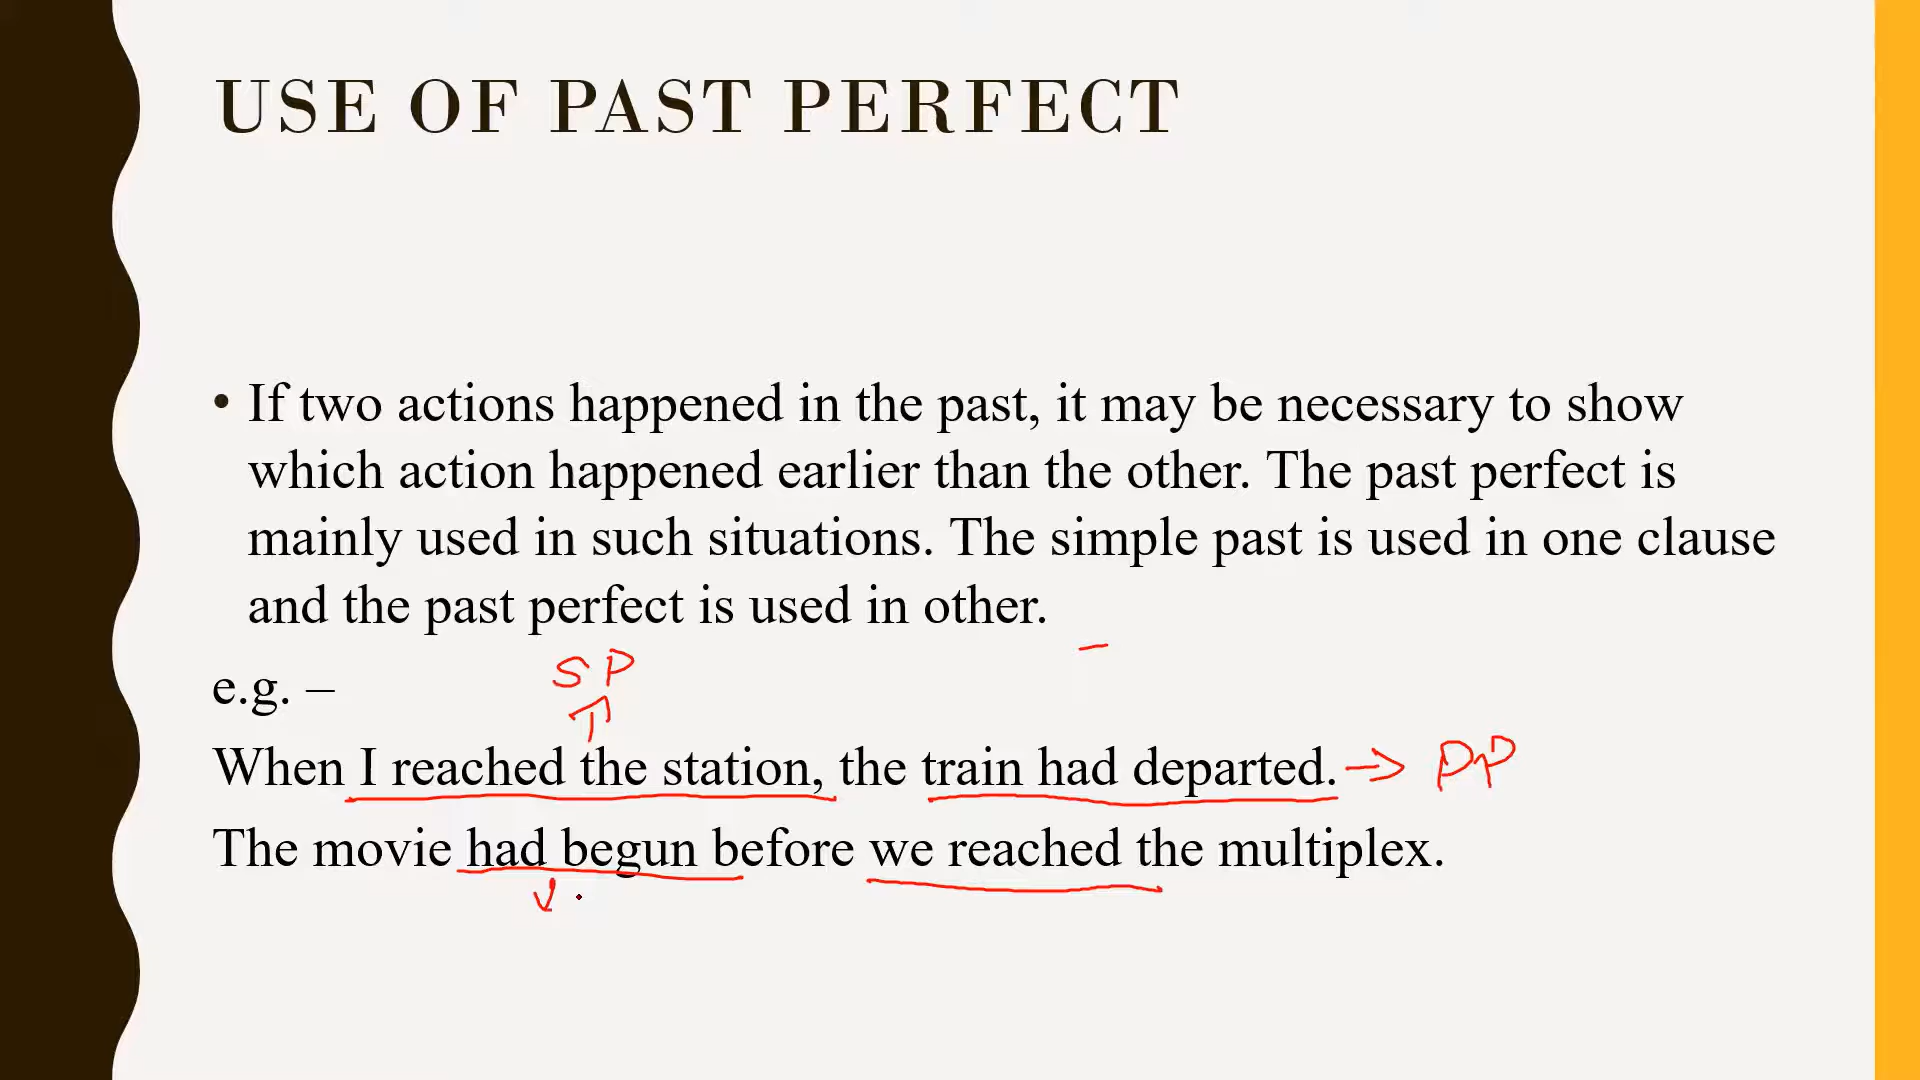 USE OF PAST PERFECT
• If two actions happened in the past, it may be necessary to show
which action happened earlier than the other. The past perfect is
mainly used in such situations. The simple past is used in one clause
and the past perfect is used in other.
SP
e.g. –
When I reached the station, the train had departed. → PP
The movie had begun before we reached the multiplex.